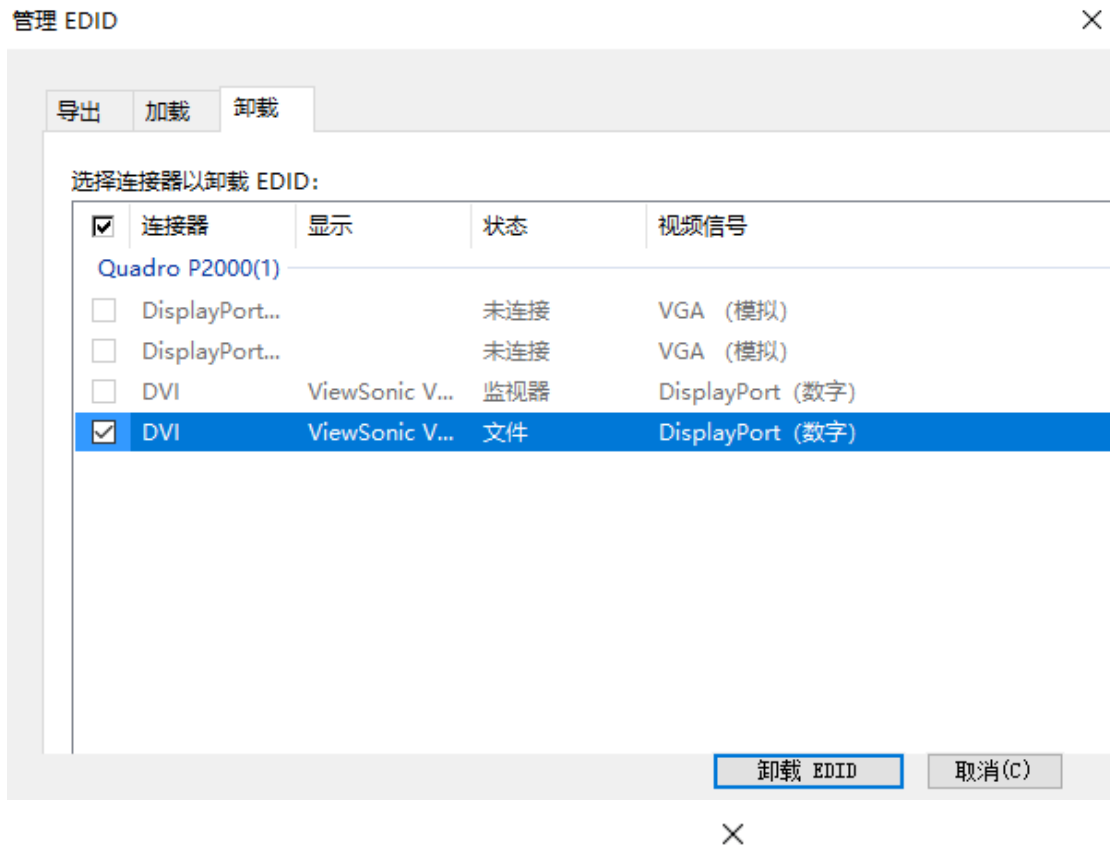 管理 EDID
导出 加载 卸载
选择连接器以卸载 EDID：
连接器 显示 状态 视频信号
Quadro P2000(1)
DisplayPort... 未连接 VGA （模拟）
DisplayPort... 未连接 VGA （模拟）
DVI ViewSonic V... 监视器 DisplayPort (数字)
DVI ViewSonic V... 文件 DisplayPort (数字)
卸载 EDID 取消(C)